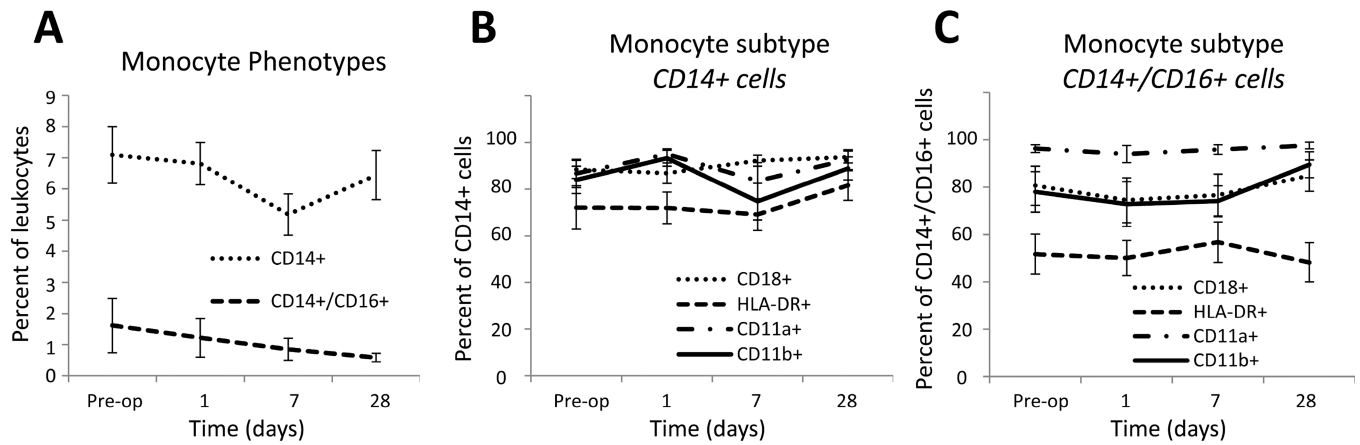 A
Monocyte Phenotypes
Percent of leukocytes
9
8
7
6
5
4
3
2
1
0
CD14+
CD14+/CD16+
Pre-op 1 7 28
Time (days)
B
Monocyte subtype
CD14+ cells
Percent of CD14+ cells
100
80
60
40
20
0
CD18+
HLA-DR+
CD11a+
CD11b+
Pre-op 1 7 28
Time (days)
C
Monocyte subtype
CD14+/CD16+ cells
Percent of CD14+/CD16+ cells
100
80
60
40
20
0
CD18+
HLA-DR+
CD11a+
CD11b+
Pre-op 1 7 28
Time (days)